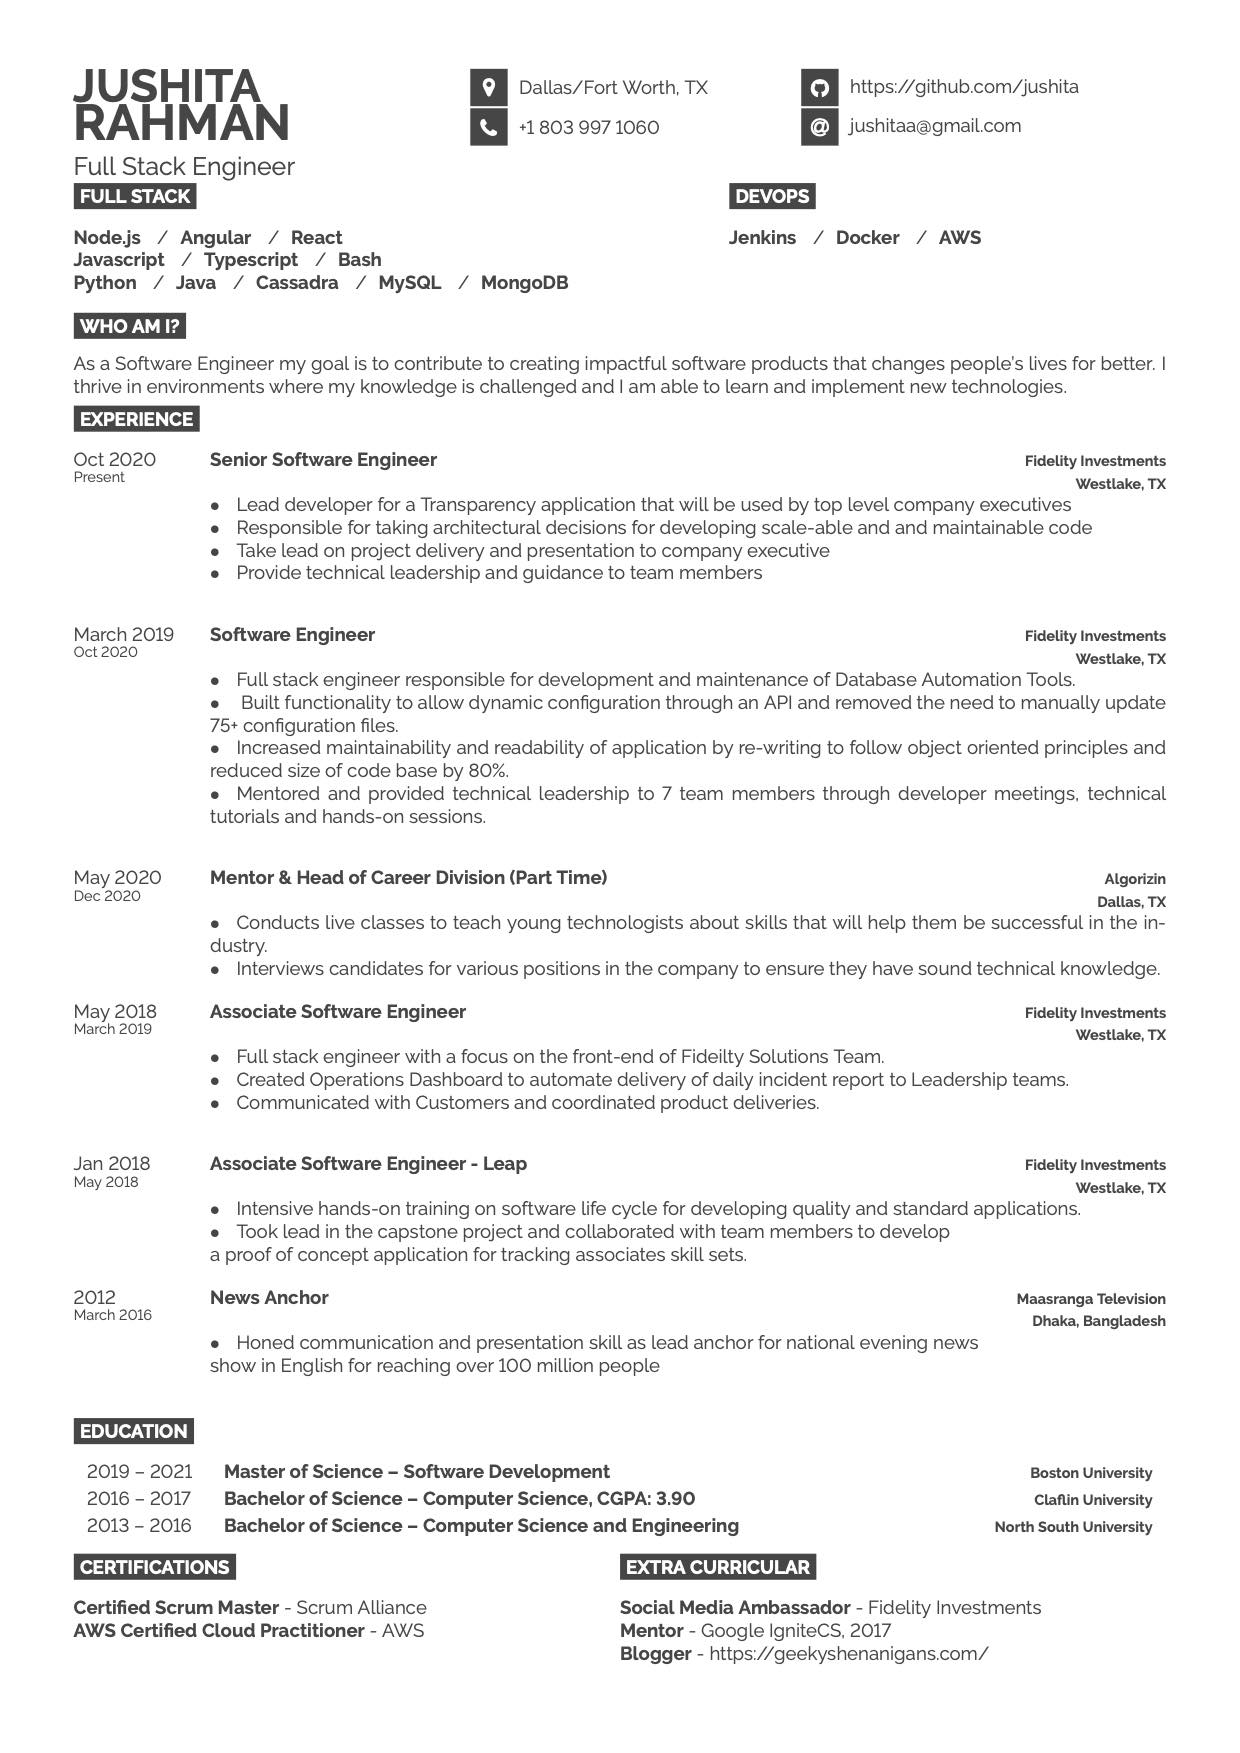 JUSHITA
RAHMAN
Full Stack Engineer
Dallas/Fort Worth, TX
+1 803 997 1060
https://github.com/jushita
jushitaa@gmail.com
FULL STACK
Node.js / Angular / React
Javascript / Typescript / Bash
Python / Java / Cassadra / MySQL / MongoDB
DEVOPS
Jenkins / Docker / AWS
WHO AM I?
As a Software Engineer my goal is to contribute to creating impactful software products that changes people's lives for better. I
thrive in environments where my knowledge is challenged and I am able to learn and implement new technologies.
EXPERIENCE
Oct 2020
Present
Senior Software Engineer
Fidelity Investments
Westlake, TX
● Lead developer for a Transparency application that will be used by top level company executives
● Responsible for taking architectural decisions for developing scale-able and and maintainable code
● Take lead on project delivery and presentation to company executive
● Provide technical leadership and guidance to team members
March 2019
Oct 2020
Software Engineer
Fidelity Investments
Westlake, TX
● Full stack engineer responsible for development and maintenance of Database Automation Tools.
● Built functionality to allow dynamic configuration through an API and removed the need to manually update
75+ configuration files.
● Increased maintainability and readability of application by re-writing to follow object oriented principles and
reduced size of code base by 80%.
● Mentored and provided technical leadership to 7 team members through developer meetings, technical
tutorials and hands-on sessions.
May 2020
Dec 2020
Mentor & Head of Career Division (Part Time)
Algorizin
Dallas, TX
● Conducts live classes to teach young technologists about skills that will help them be successful in the in-
dustry.
● Interviews candidates for various positions in the company to ensure they have sound technical knowledge.
May 2018
March 2019
Associate Software Engineer
Fidelity Investments
Westlake, TX
● Full stack engineer with a focus on the front-end of Fideilty Solutions Team.
● Created Operations Dashboard to automate delivery of daily incident report to Leadership teams.
● Communicated with Customers and coordinated product deliveries.
Jan 2018
May 2018
Associate Software Engineer - Leap
Fidelity Investments
Westlake, TX
● Intensive hands-on training on software life cycle for developing quality and standard applications.
● Took lead in the capstone project and collaborated with team members to develop
a proof of concept application for tracking associates skill sets.
2012
March 2016
News Anchor
Maasranga Television
Dhaka, Bangladesh
● Honed communication and presentation skill as lead anchor for national evening news
show in English for reaching over 100 million people
EDUCATION
2019 – 2021 Master of Science – Software Development Boston University
2016 – 2017 Bachelor of Science – Computer Science, CGPA: 3.90 Claflin University
2013 – 2016 Bachelor of Science – Computer Science and Engineering North South University
CERTIFICATIONS
Certified Scrum Master - Scrum Alliance
AWS Certified Cloud Practitioner - AWS
EXTRA CURRICULAR
Social Media Ambassador - Fidelity Investments
Mentor - Google IgniteCS, 2017
Blogger - https://geekyshenanigans.com/